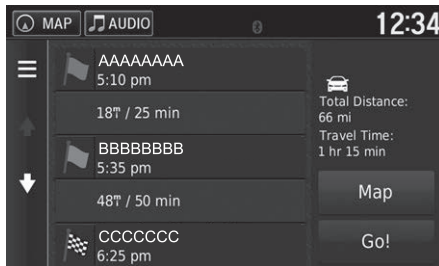 MAP
AUDIO
12:34
AAAAAAAA
5:10 pm
18 / 25 min
BBBBBBBB
5:35 pm
48 / 50 min
CCCCCCC
6:25 pm
Total Distance:
66 mi
Travel Time:
1 hr 15 min
Map
Go!